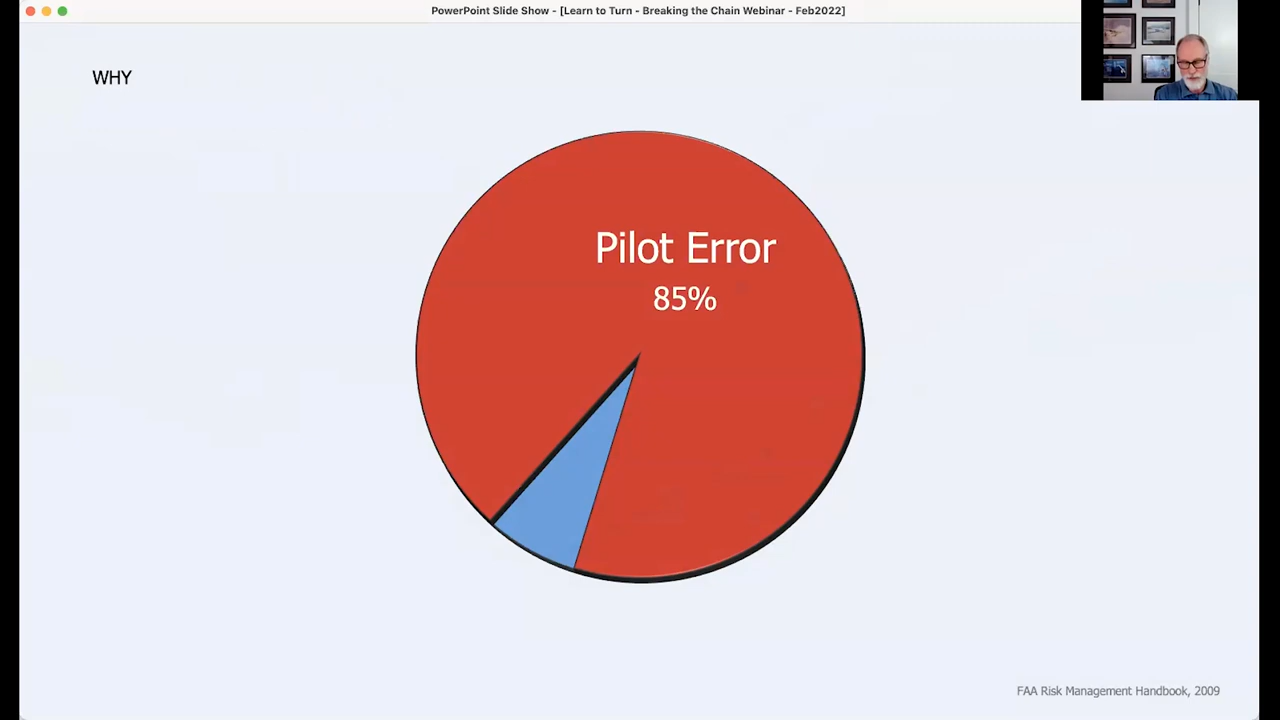 PowerPoint Slide Show - [Learn to Turn - Breaking the Chain Webinar - Feb2022]
WHY
Pilot Error
85%
FAA Risk Management Handbook, 2009